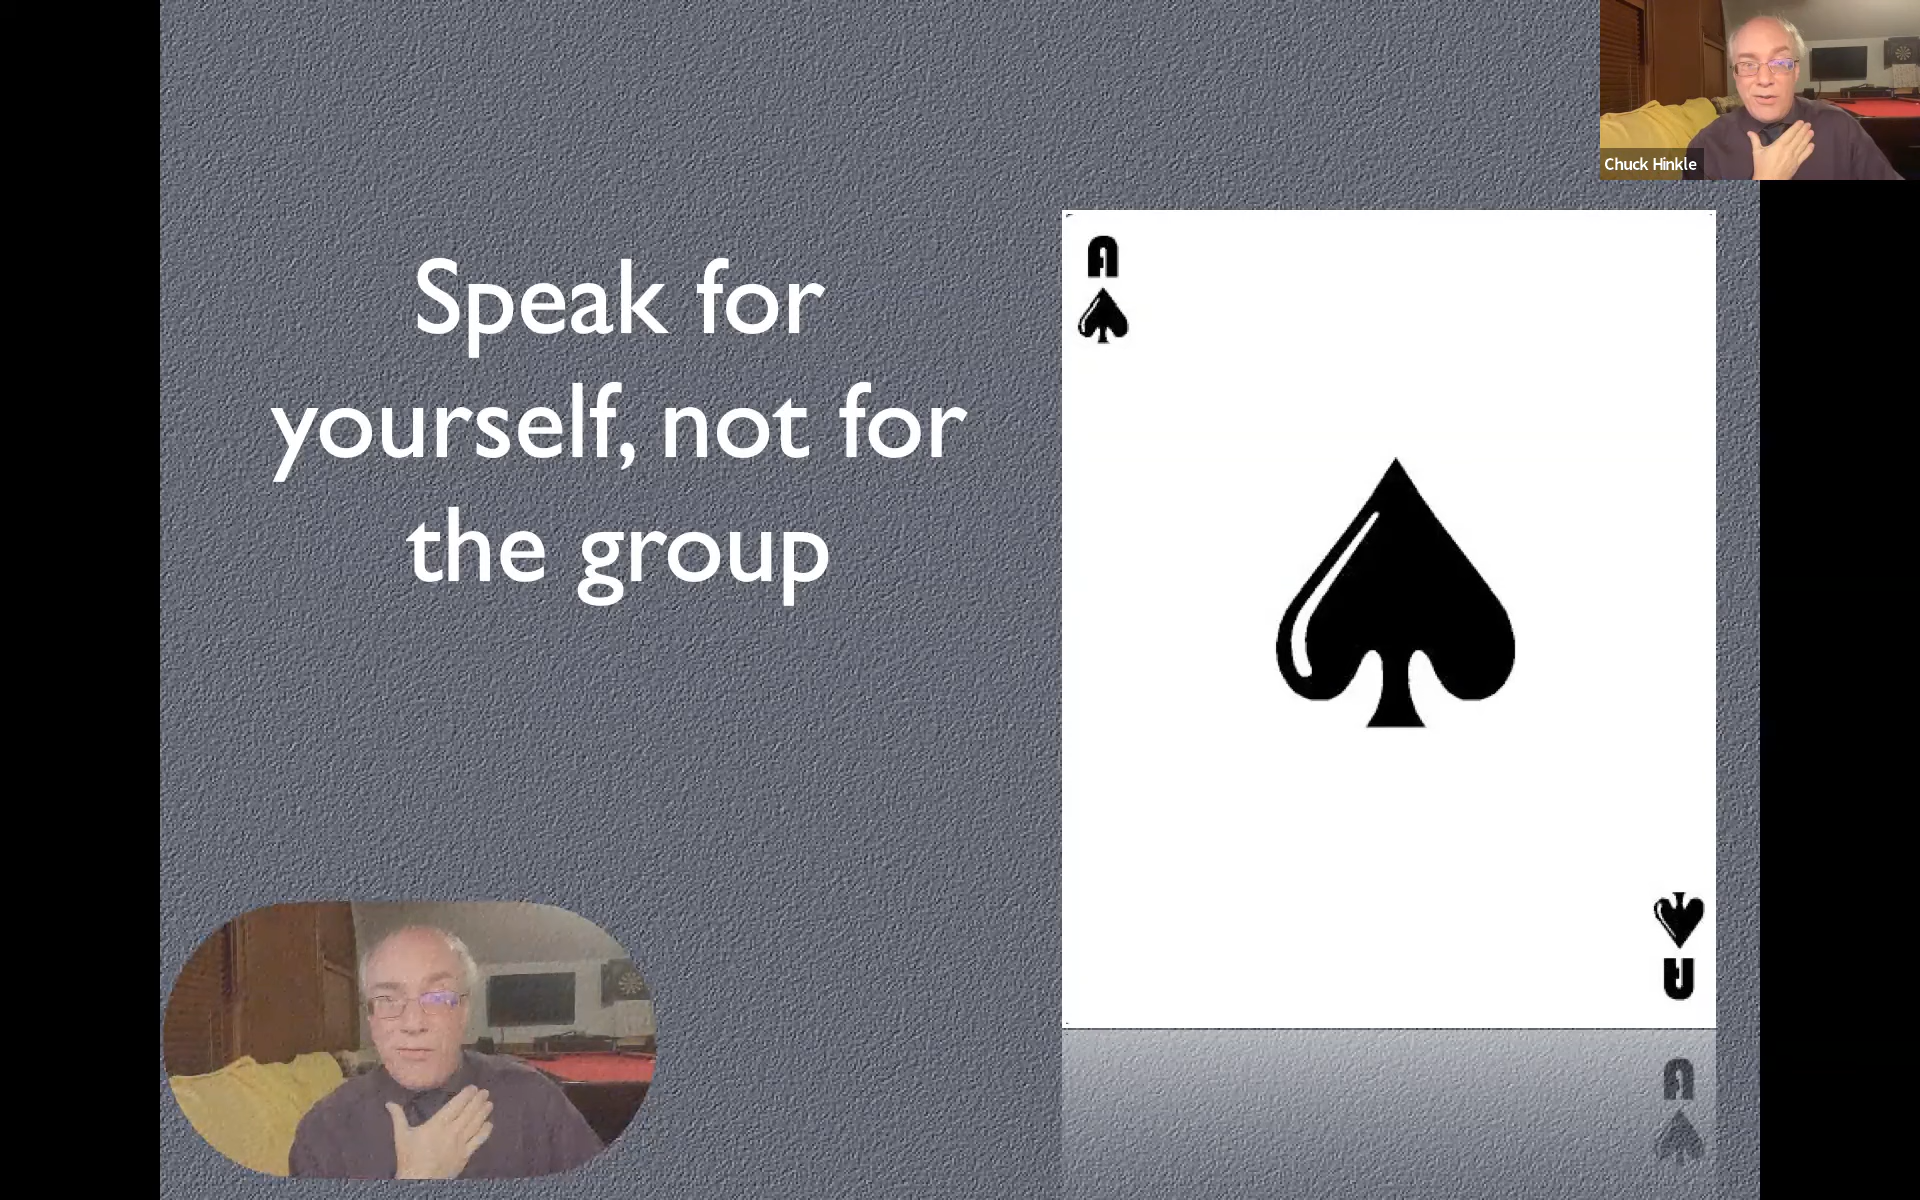 Chuck Hinkle
A
Speak for
yourself, not for
the group
A
A